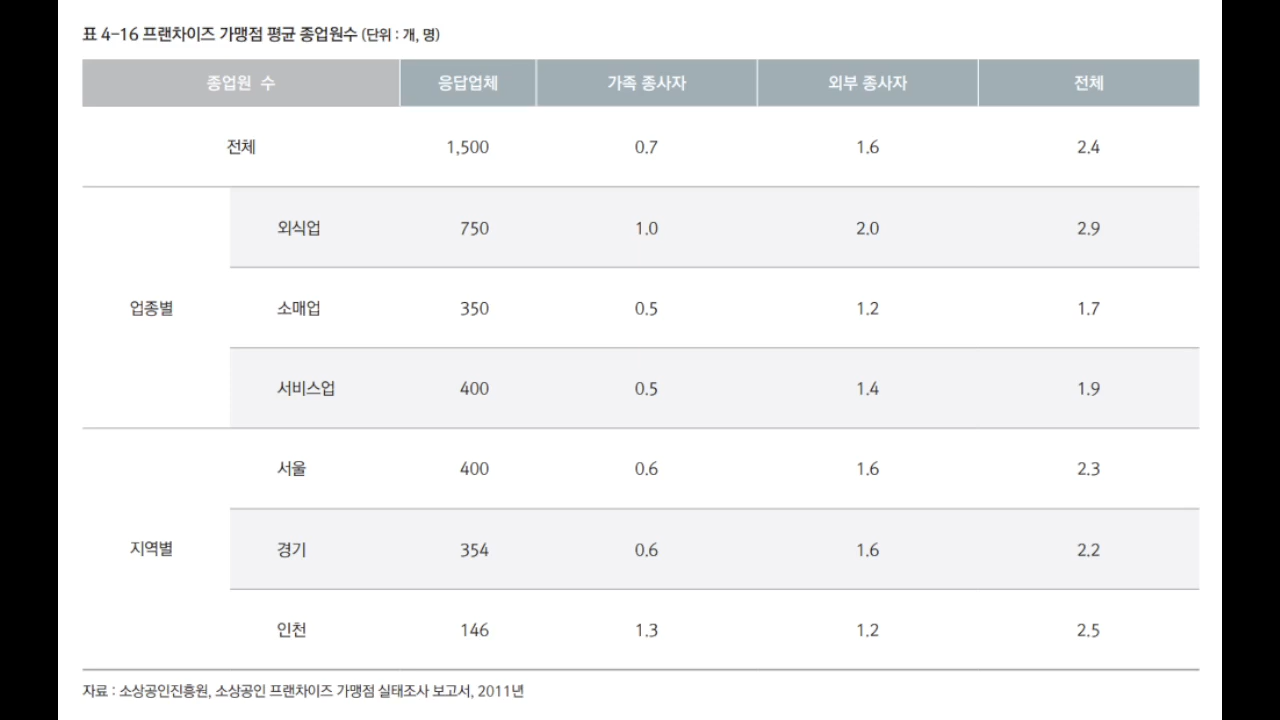 표 4-16 프랜차이즈 가맹점 평균 종업원수 (단위 : 개, 명)
종업원 수 응답업체 가족 종사자 외부 종사자 전체
전체 1,500 0.7 1.6 2.4
외식업 750 1.0 2.0 2.9
업종별 소매업 350 0.5 1.2 1.7
서비스업 400 0.5 1.4 1.9
서울 400 0.6 1.6 2.3
지역별 경기 354 0.6 1.6 2.2
인천 146 1.3 1.2 2.5
자료 : 소상공인진흥원, 소상공인 프랜차이즈 가맹점 실태조사 보고서, 2011년